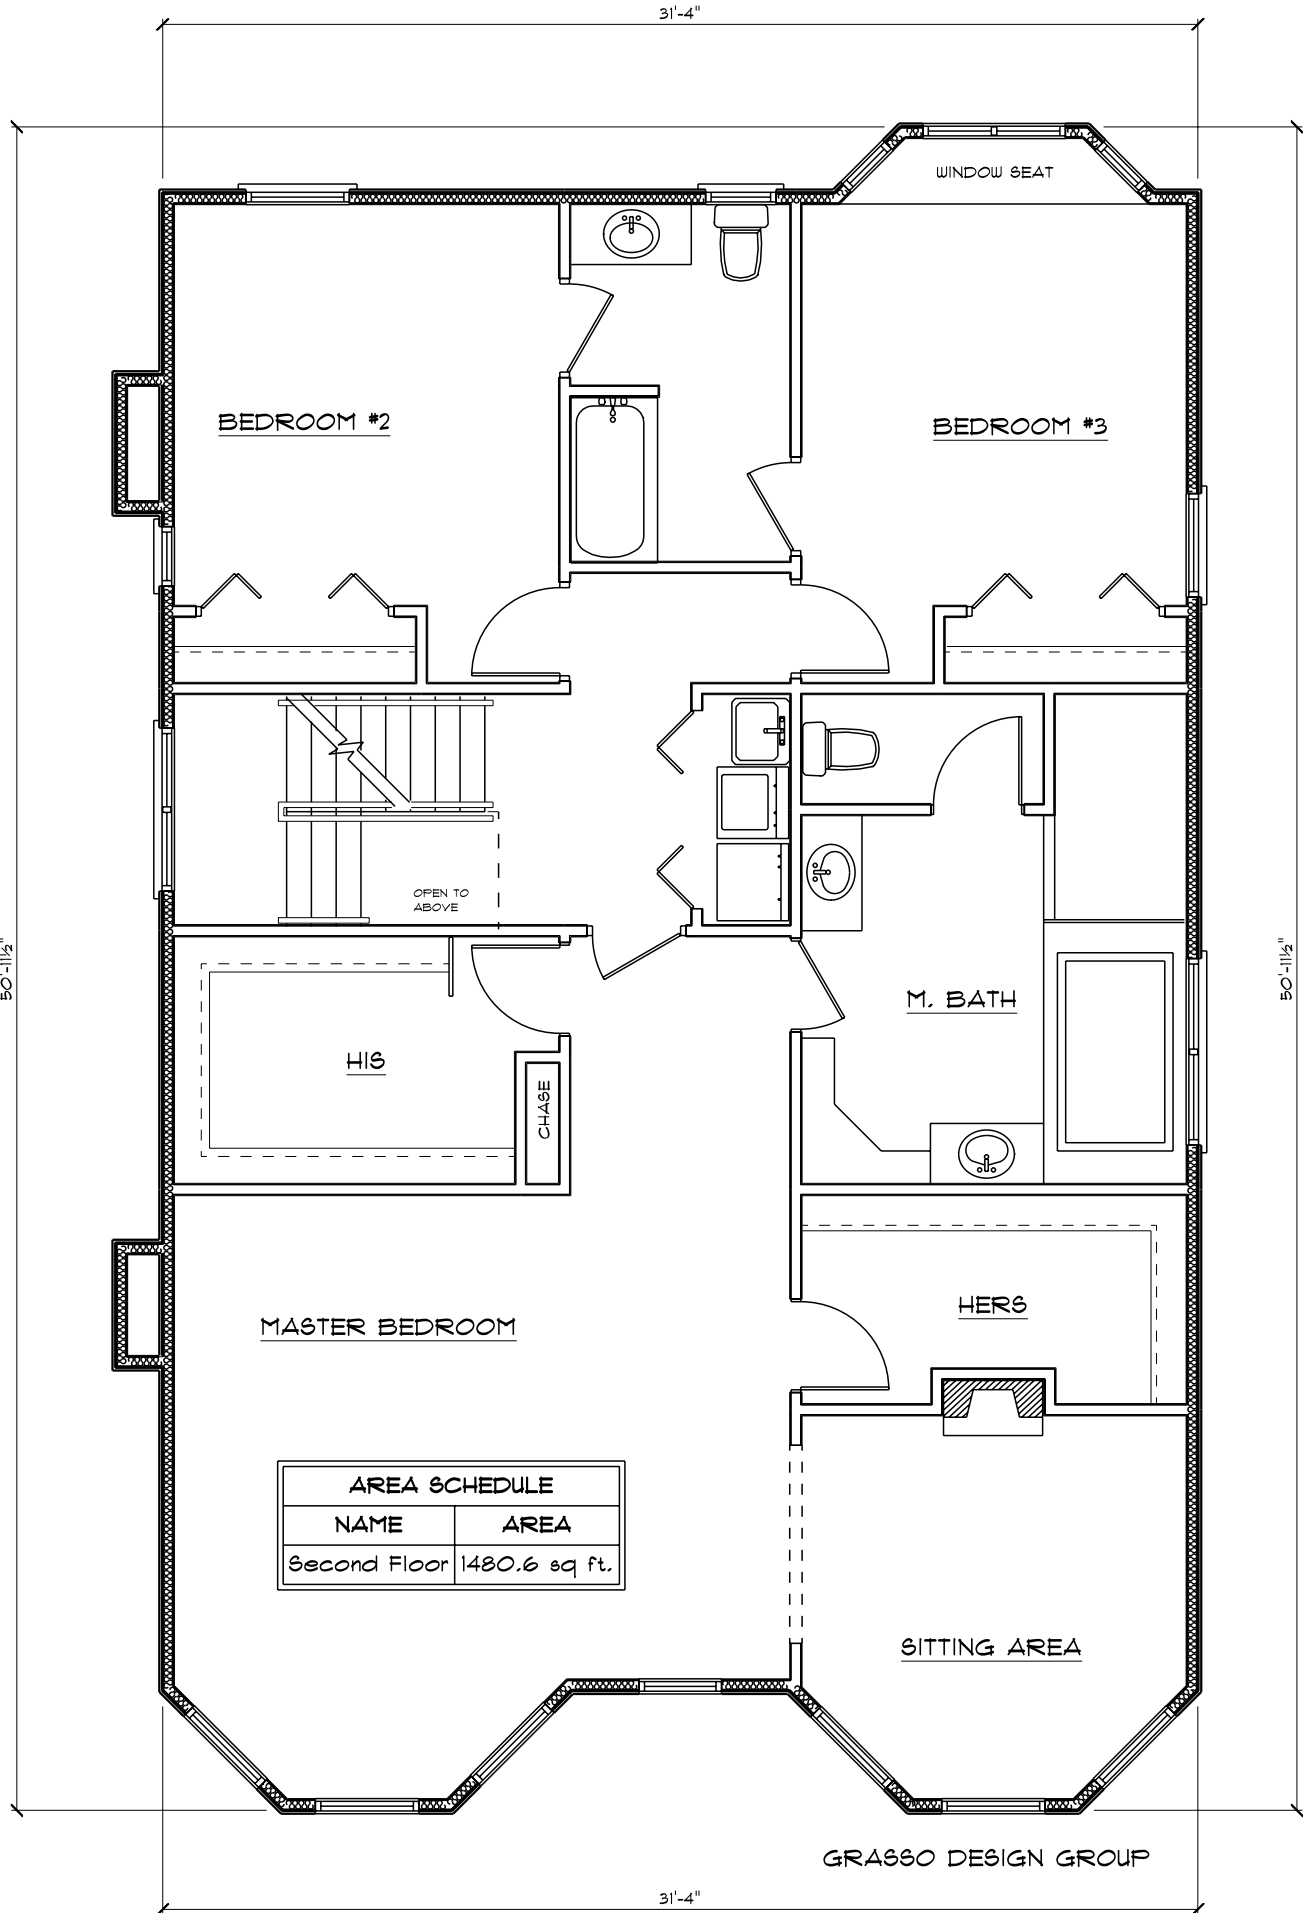 31'-4"
WINDOW SEAT
BEDROOM #2
BEDROOM #3
OPEN TO
ABOVE
50'-11½"
50'-11½"
M. BATH
HIS
CHASE
HERS
MASTER BEDROOM
AREA SCHEDULE
NAME AREA
Second Floor 1480.6 sq ft.
SITTING AREA
GRASSO DESIGN GROUP
31'-4"